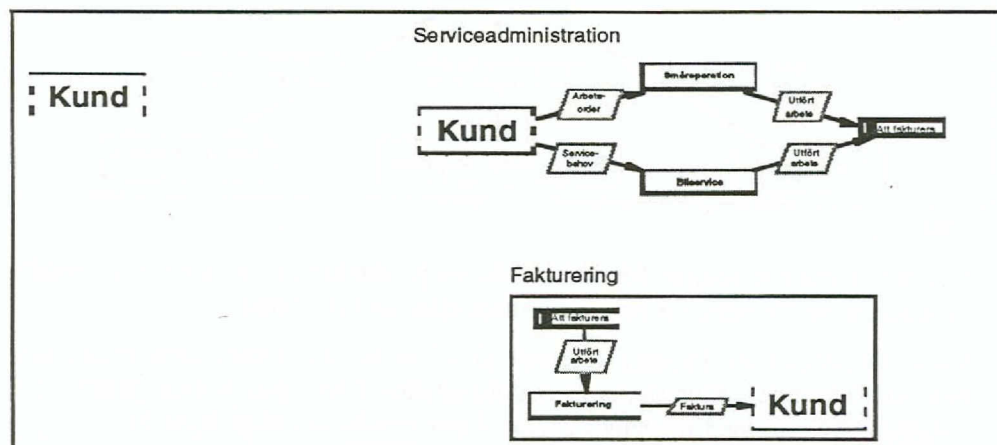 Serviceadministration
Kund
Småreparation
Arbets-
order
Utfört
arbete
Kund
Att fakturera
Service-
behov
Utfört
arbete
Bilservice
Fakturering
Att fakturera
Utfört
arbete
Fakturering
Faktura
Kund